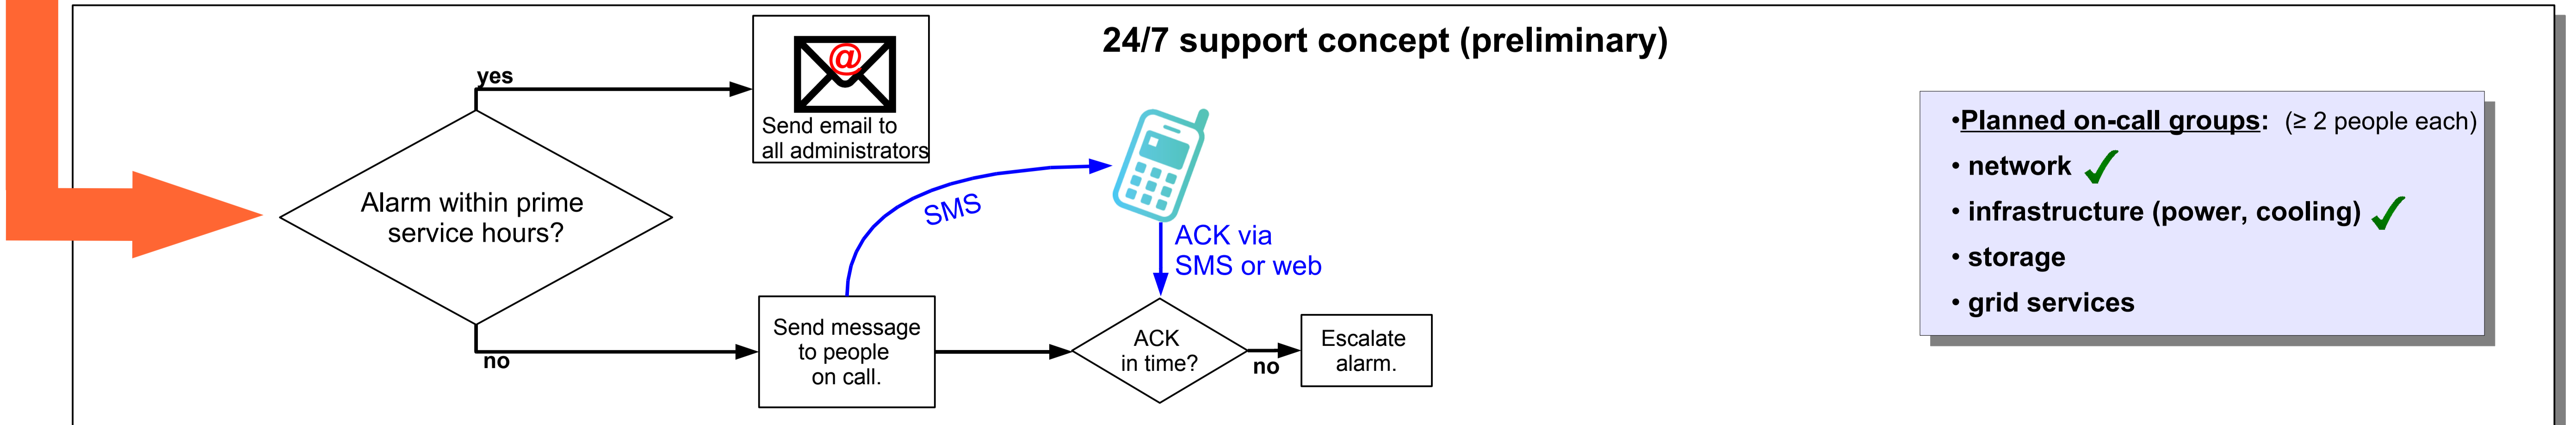 24/7 support concept (preliminary)
yes
@
Send email to
all administrators
Alarm within prime
service hours?
no
SMS
Send message
to people
on call.
ACK via
SMS or web
ACK
in time?
no
Escalate
alarm.
•Planned on-call groups: (≥ 2 people each)
• network ✓
• infrastructure (power, cooling) ✓
• storage
• grid services